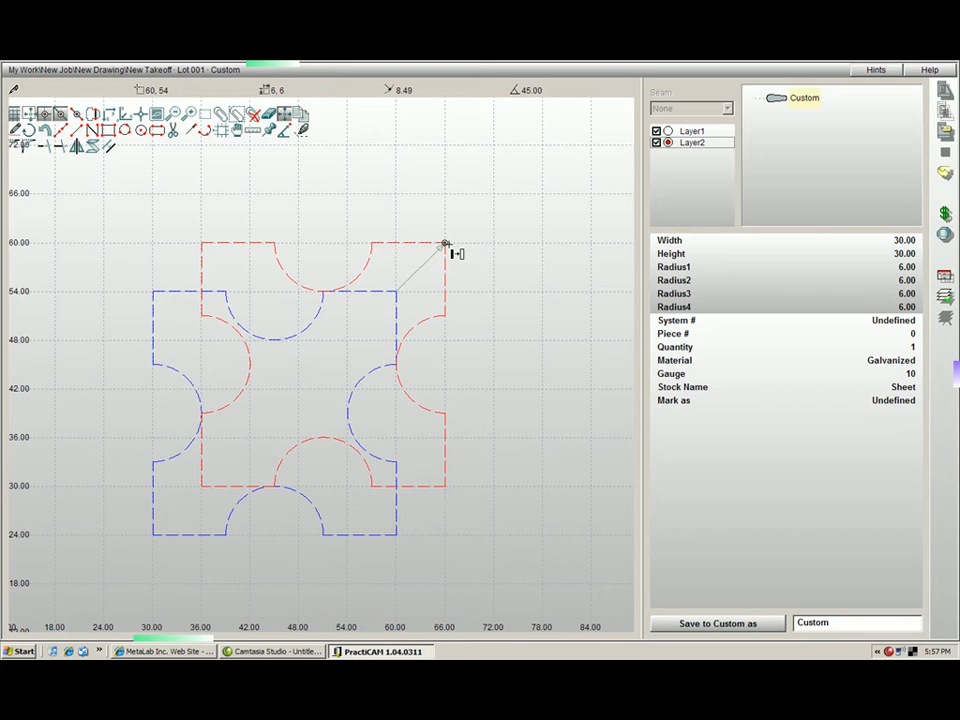 My Work\New Job\New Drawing\New Takeoff - Lot 001 - Custom
Hints
Help
60, 54
6, 6
8.49
45.00
72.00
66.00
60.00
54.00
48.00
42.00
36.00
30.00
24.00
18.00
18.00
24.00
30.00
36.00
42.00
48.00
54.00
60.00
66.00
72.00
78.00
84.00
Seam
None
Layer1
Layer2
Custom
Width 30.00
Height 30.00
Radius1 6.00
Radius2 6.00
Radius3 6.00
Radius4 6.00
System # Undefined
Piece # 0
Quantity 1
Material Galvanized
Gauge 10
Stock Name Sheet
Mark as Undefined
Save to Custom as
Custom
Start
»
MetaLab Inc. Web Site - ...
Camtasia Studio - Untitle...
PractiCAM 1.04.0311
«
5:57 PM